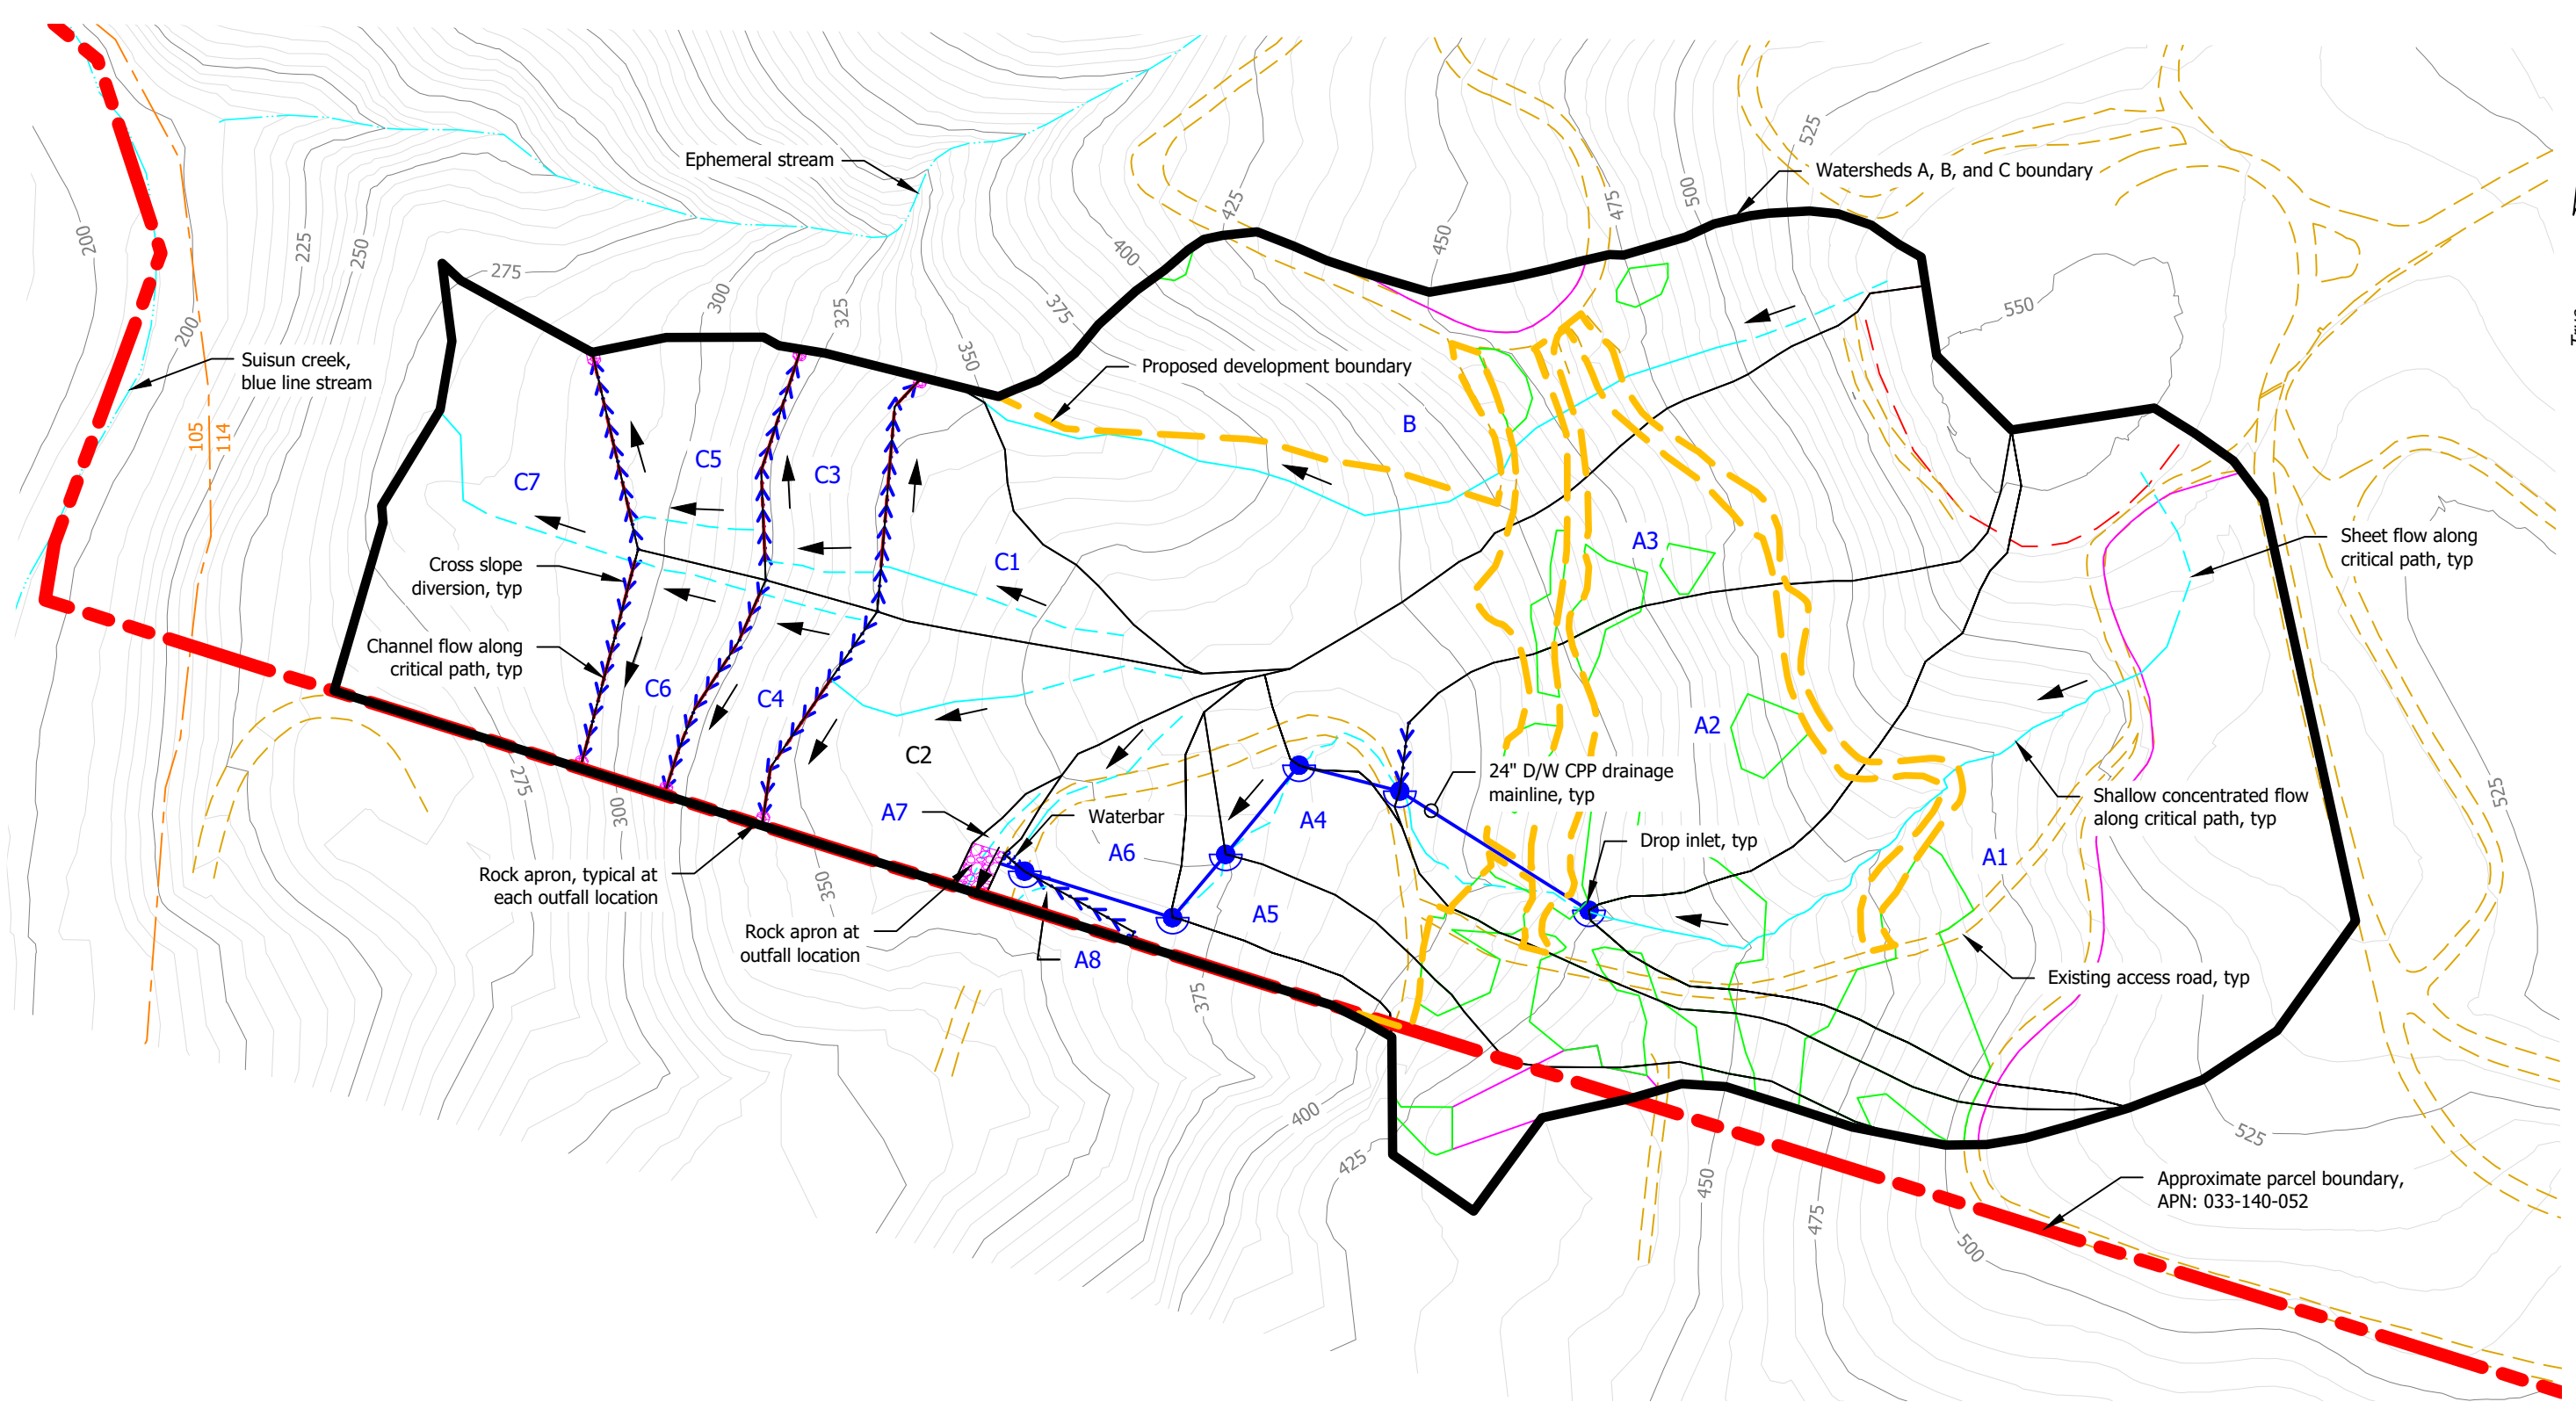 Ephemeral stream
Watersheds A, B, and C boundary
525
500
475
450
425
400
375
350
325
300
275
250
225
200
200
550
True
Suisun creek,
blue line stream
Proposed development boundary
105
114
B
C7
C5
C3
C1
A3
Sheet flow along
critical path, typ
Cross slope
diversion, typ
Channel flow along
critical path, typ
C6
C4
C2
A2
24" D/W CPP drainage
mainline, typ
Shallow concentrated flow
along critical path, typ
525
275
300
350
A7
Waterbar
A4
A6
A5
A1
Drop inlet, typ
Rock apron, typical at
each outfall location
Rock apron at
outfall location
A8
375
Existing access road, typ
400
425
450
475
500
525
Approximate parcel boundary,
APN: 033-140-052